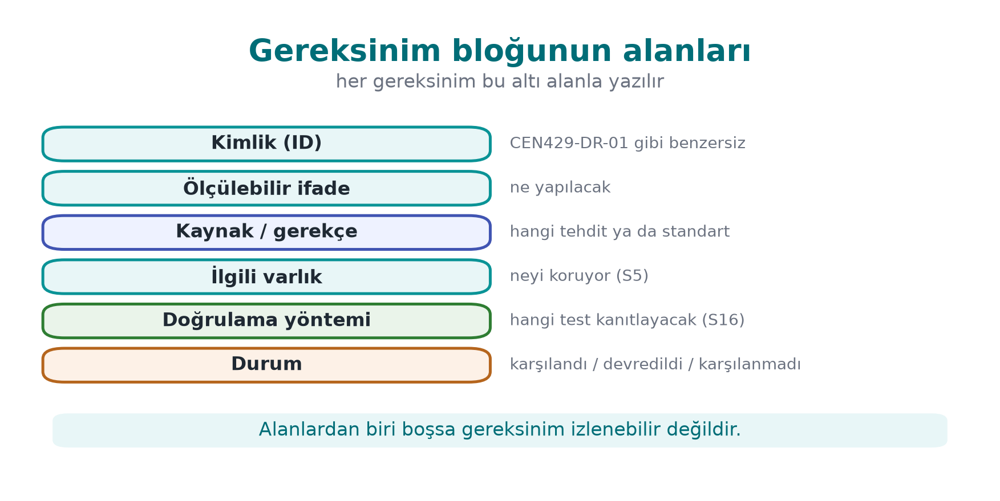 Gereksinim bloğunun alanları
her gereksinim bu altı alanla yazılır
Kimlik (ID) CEN429-DR-01 gibi benzersiz
Ölçülebilir ifade ne yapılacak
Kaynak / gerekçe hangi tehdit ya da standart
İlgili varlık neyi koruyor (S5)
Doğrulama yöntemi hangi test kanıtlayacak (S16)
Durum karşılandı / devredildi / karşılanmadı
Alanlardan biri boşsa gereksinim izlenebilir değildir.